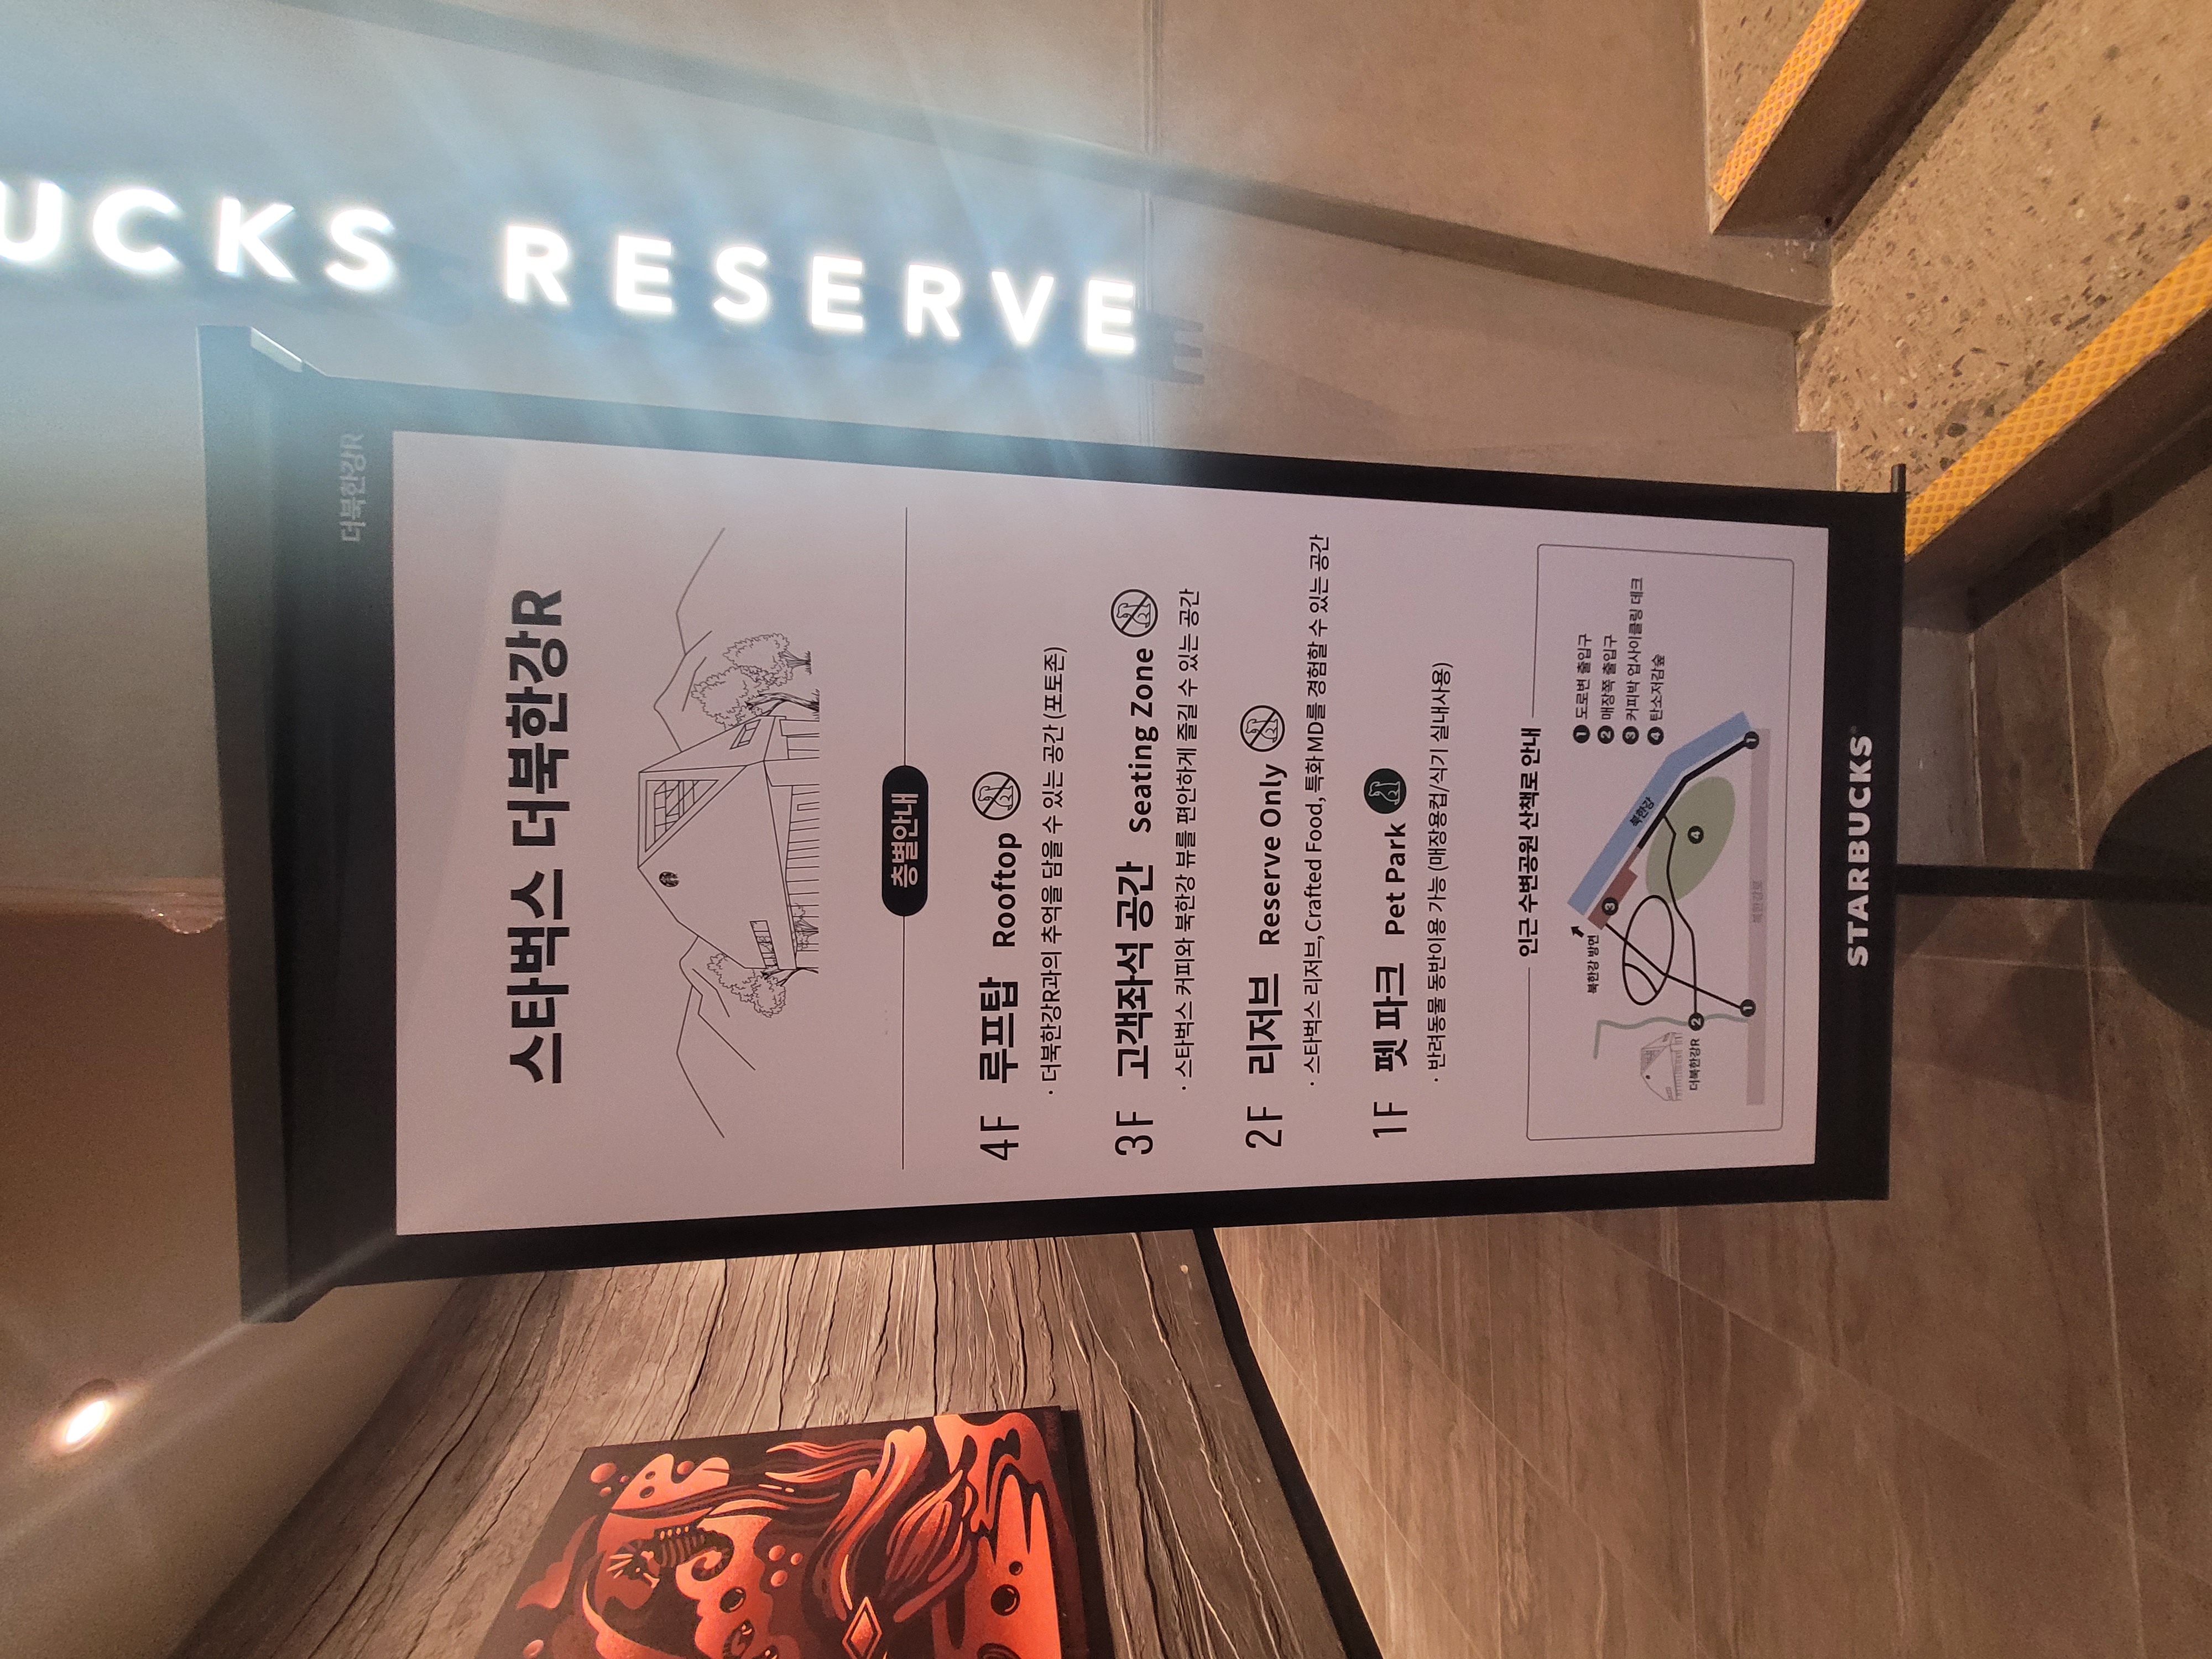 UCKS RESERVE
더북한강R
스타벅스 더북한강R
층별안내
4F 루프탑 Rooftop
· 더북한강R과의 추억을 담을 수 있는 공간 (포토존)
3F 고객좌석 공간 Seating Zone
· 스타벅스 커피와 북한강 뷰를 편안하게 즐길 수 있는 공간
2F 리저브 Reserve Only
· 스타벅스 리저브, Crafted Food, 특화 MD를 경험할 수 있는 공간
1F 펫 파크 Pet Park
· 반려동물 동반이용 가능 (매장용컵/식기 실내사용)
인근 수변공원 산책로 안내
북한강 방면
북한강
1 도로변 출입구
2 매장쪽 출입구
3 커피박 업사이클링 데크
4 탄소저감숲
3
4
2
더북한강R
1
1
북한강로
STARBUCKS